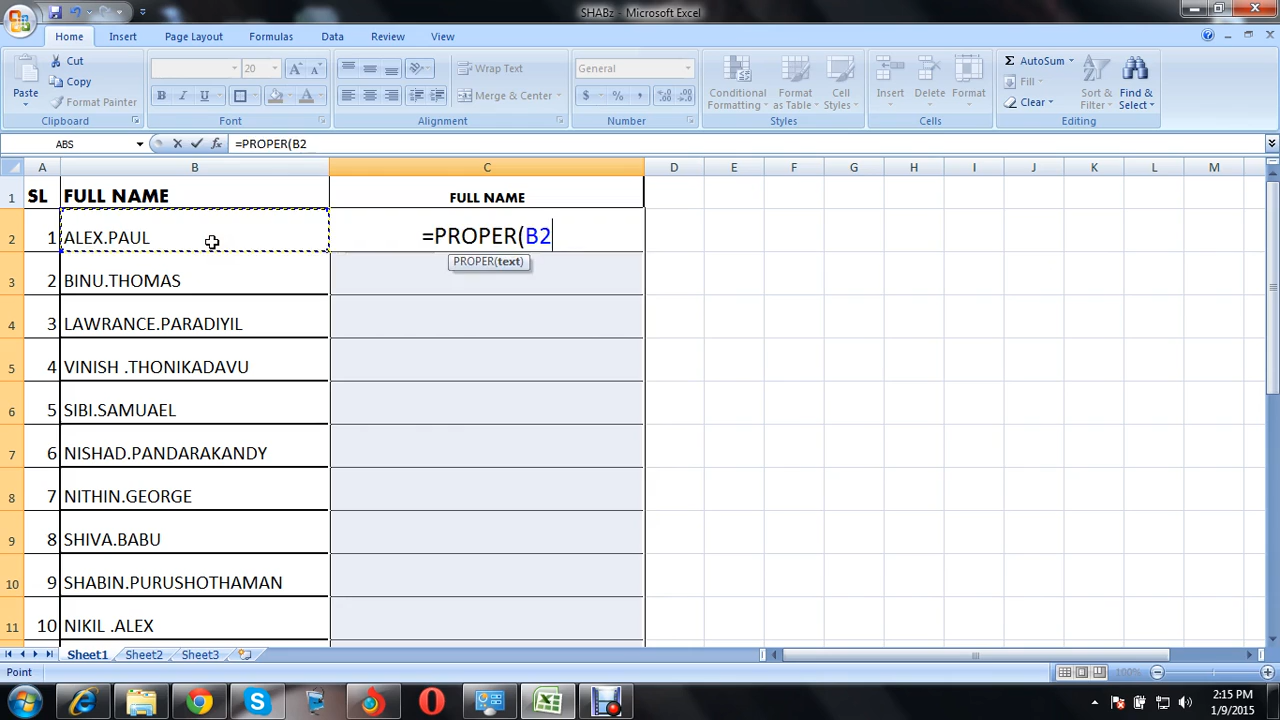 SHABz - Microsoft Excel
Home Insert Page Layout Formulas Data Review View
Paste Cut Copy Format Painter Clipboard
20 B I U Font
Wrap Text Merge & Center Alignment
General $ % , Number
Conditional Formatting Format as Table Cell Styles Styles
Insert Delete Format Cells
Σ AutoSum Fill Clear Sort & Filter Find & Select Editing
ABS fx =PROPER(B2
A B C D E F G H I J K L M
1 SL FULL NAME FULL NAME
2 1 ALEX.PAUL =PROPER(B2
PROPER(text)
3 2 BINU.THOMAS
4 3 LAWRANCE.PARADIYIL
5 4 VINISH .THONIKADAVU
6 5 SIBI.SAMUAEL
7 6 NISHAD.PANDARAKANDY
8 7 NITHIN.GEORGE
9 8 SHIVA.BABU
10 9 SHABIN.PURUSHOTHAMAN
11 10 NIKIL .ALEX
Sheet1 Sheet2 Sheet3
Point 100%
2:15 PM
1/9/2015